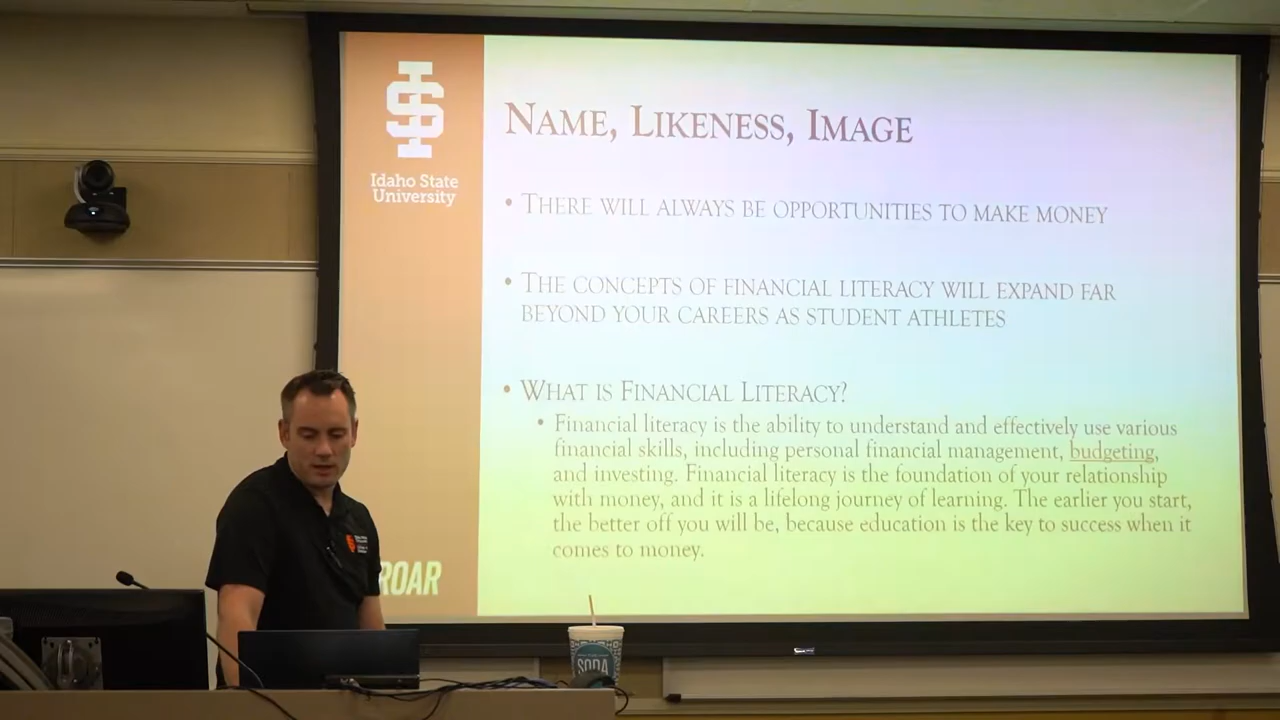 Idaho State
University
NAME, LIKENESS, IMAGE
• THERE WILL ALWAYS BE OPPORTUNITIES TO MAKE MONEY
• THE CONCEPTS OF FINANCIAL LITERACY WILL EXPAND FAR
BEYOND YOUR CAREERS AS STUDENT ATHLETES
• WHAT IS FINANCIAL LITERACY?
• Financial literacy is the ability to understand and effectively use various
financial skills, including personal financial management, budgeting,
and investing. Financial literacy is the foundation of your relationship
with money, and it is a lifelong journey of learning. The earlier you start,
the better off you will be, because education is the key to success when it
comes to money.
ROAR
SODA